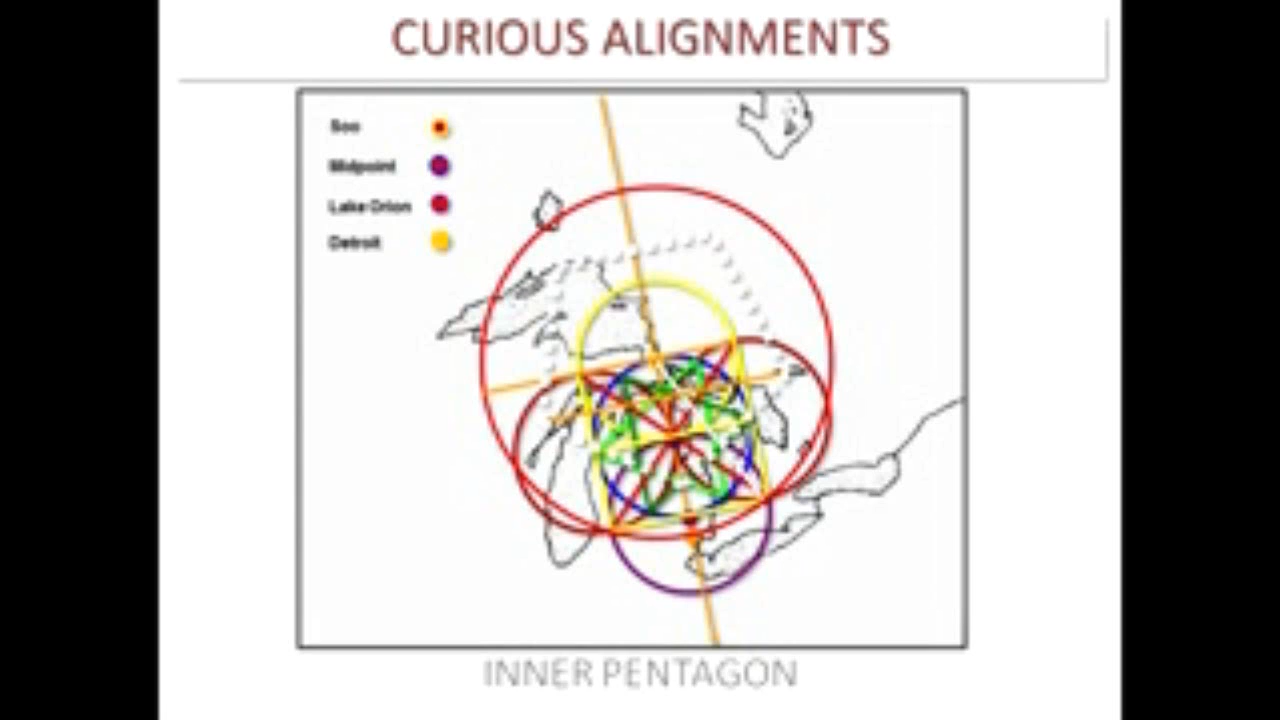 CURIOUS ALIGNMENTS
Soo
Midpoint
Lake Orion
Detroit
INNER PENTAGON